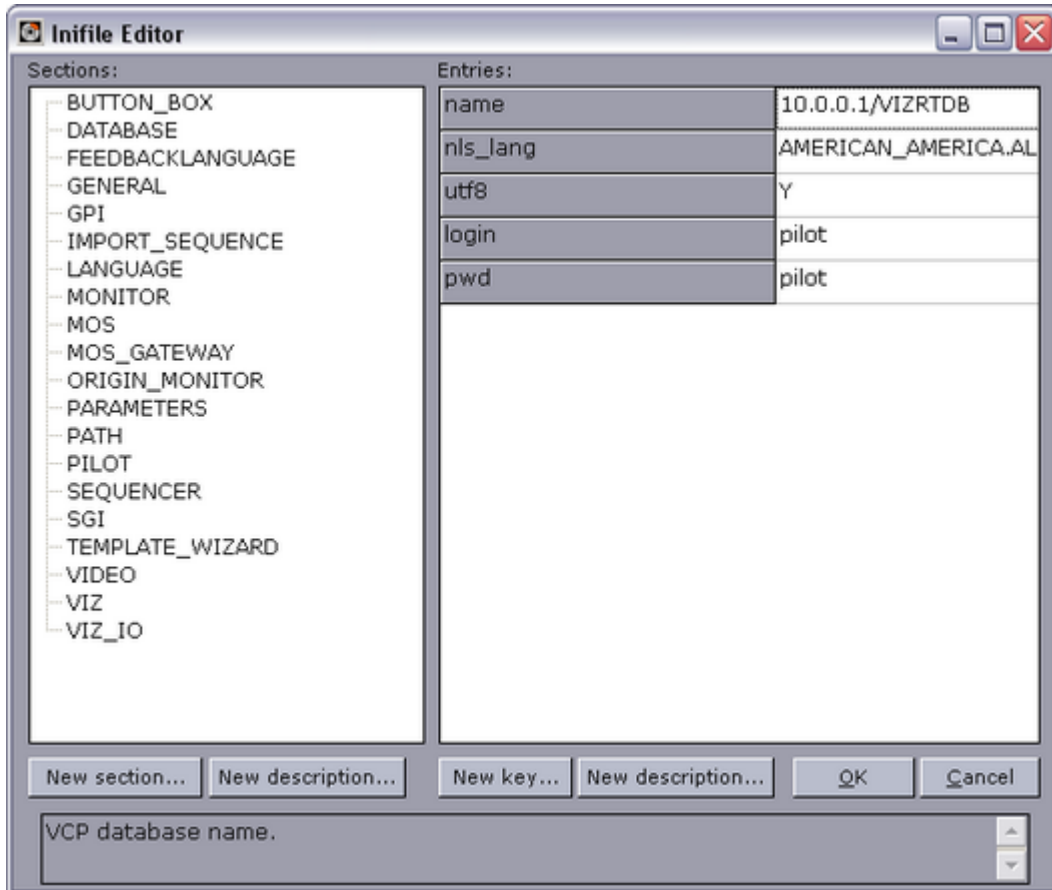 Inifile Editor
Sections:
BUTTON_BOX
DATABASE
FEEDBACKLANGUAGE
GENERAL
GPI
IMPORT_SEQUENCE
LANGUAGE
MONITOR
MOS
MOS_GATEWAY
ORIGIN_MONITOR
PARAMETERS
PATH
PILOT
SEQUENCER
SGI
TEMPLATE_WIZARD
VIDEO
VIZ
VIZ_IO
Entries:
name 10.0.0.1/VIZRTDB
nls_lang AMERICAN_AMERICA.AL
utf8 Y
login pilot
pwd pilot
New section... New description... New key... New description... OK Cancel
VCP database name.